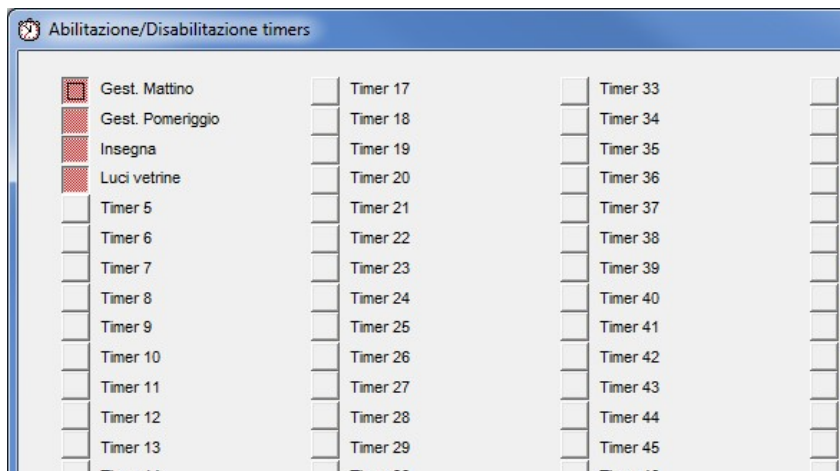 Abilitazione/Disabilitazione timers
Gest. Mattino
Gest. Pomeriggio
Insegna
Luci vetrine
Timer 5
Timer 6
Timer 7
Timer 8
Timer 9
Timer 10
Timer 11
Timer 12
Timer 13
Timer 17
Timer 18
Timer 19
Timer 20
Timer 21
Timer 22
Timer 23
Timer 24
Timer 25
Timer 26
Timer 27
Timer 28
Timer 29
Timer 33
Timer 34
Timer 35
Timer 36
Timer 37
Timer 38
Timer 39
Timer 40
Timer 41
Timer 42
Timer 43
Timer 44
Timer 45